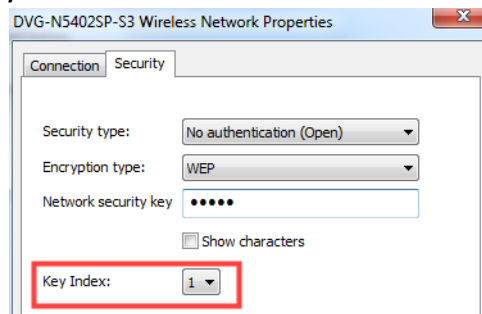 DVG-N5402SP-S3 Wireless Network Properties
Connection Security
Security type: No authentication (Open)
Encryption type: WEP
Network security key •••••
Show characters
Key Index: 1